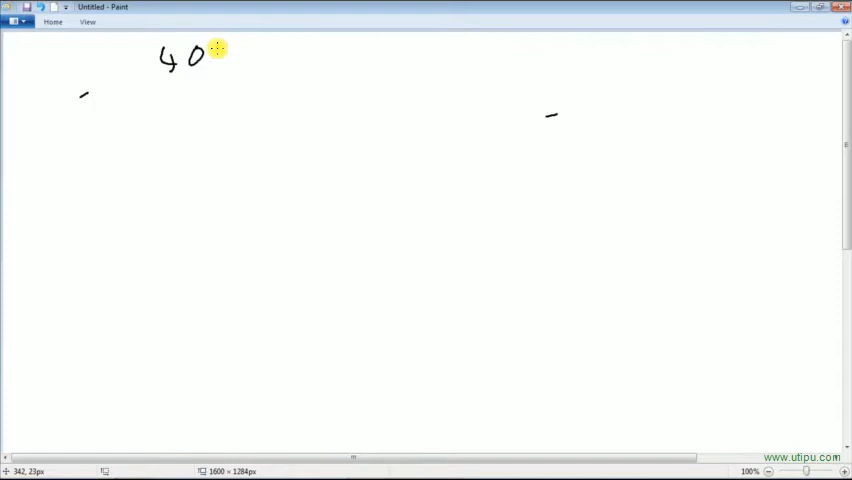 Untitled - Paint
Home View
40
-
-
www.utipu.com
342, 23px 1600 × 1284px 100%